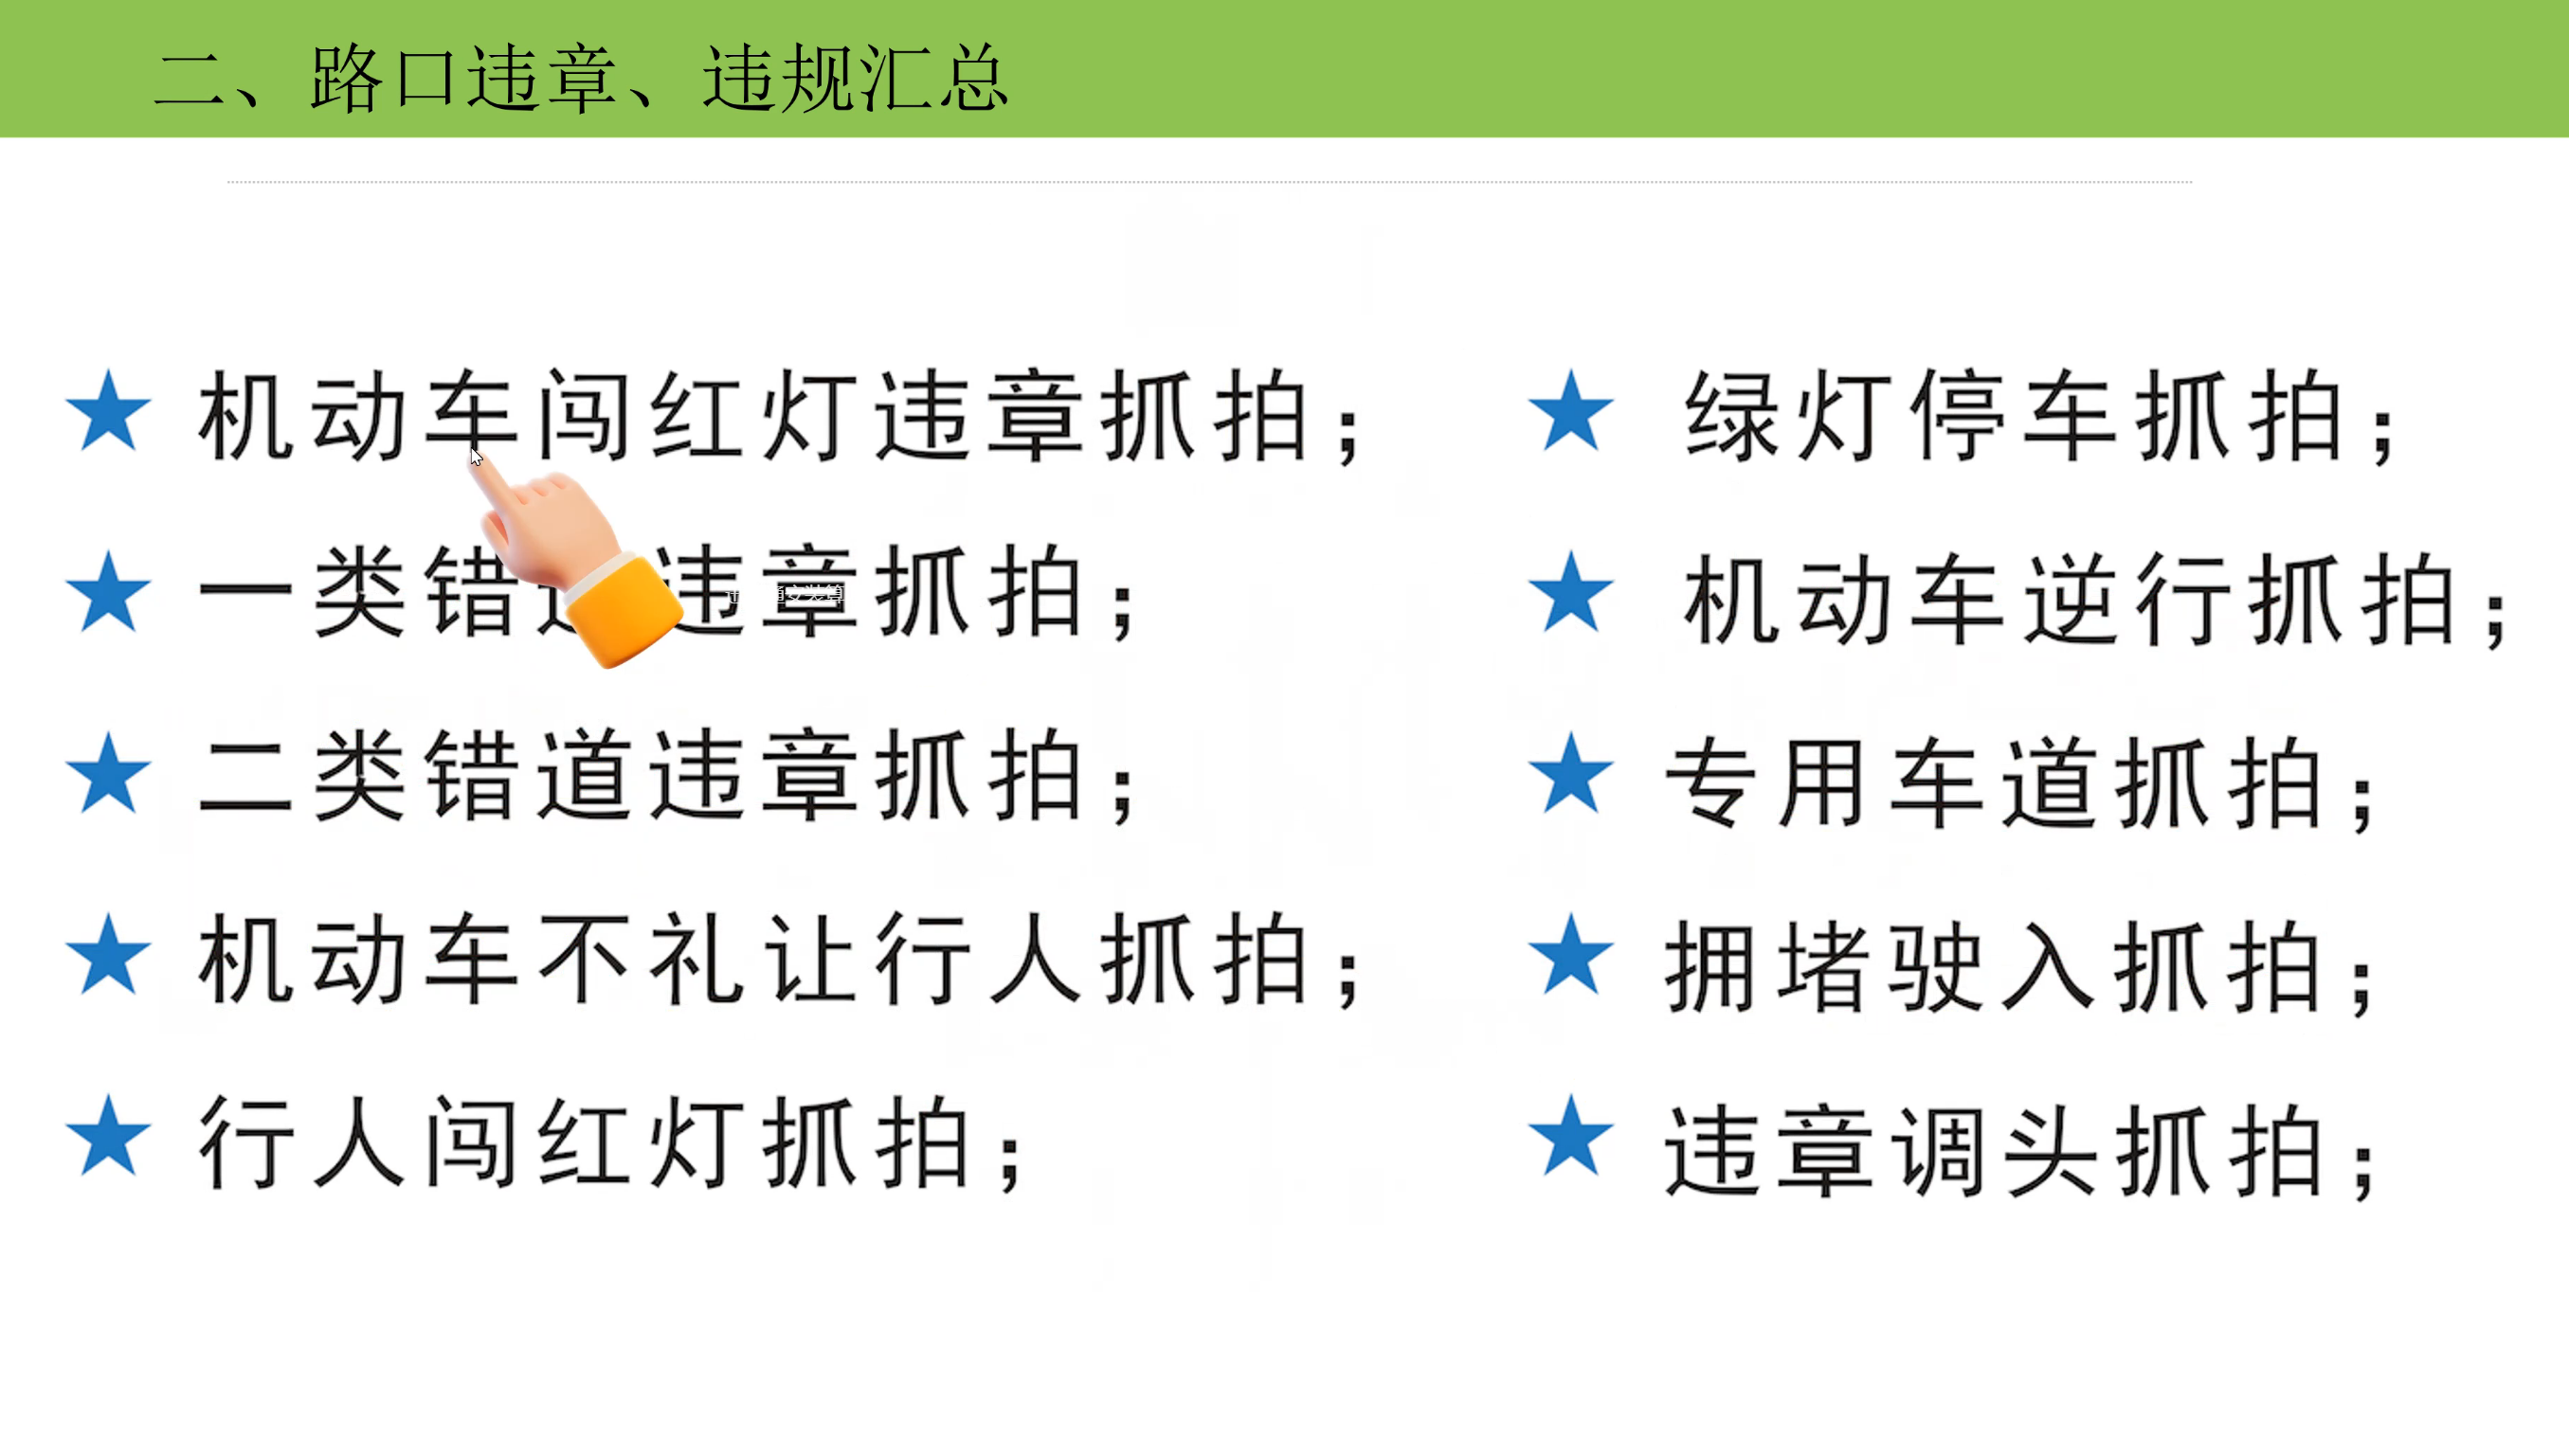 二、路口违章、违规汇总
机动车闯红灯违章抓拍；
一类错道违章抓拍；
二类错道违章抓拍；
机动车不礼让行人抓拍；
行人闯红灯抓拍；
绿灯停车抓拍；
机动车逆行抓拍；
专用车道抓拍；
拥堵驶入抓拍；
违章调头抓拍；